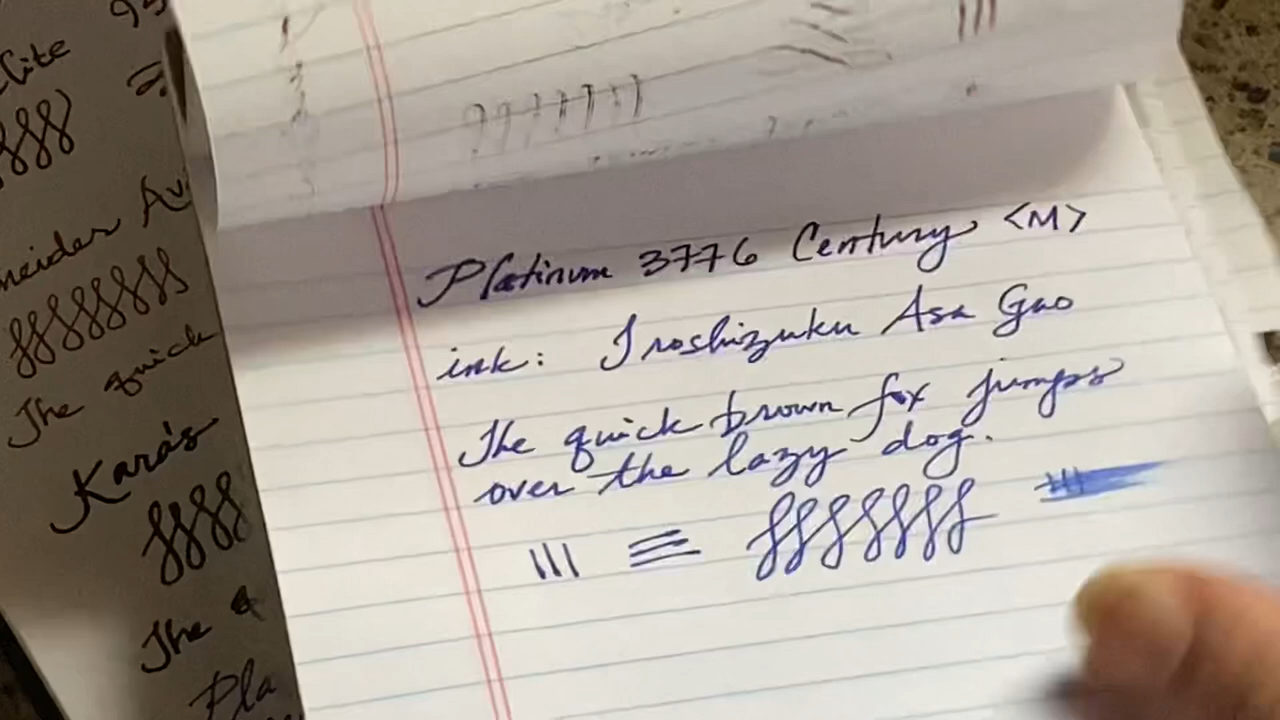 Platinum 3776 Century <M>
ink: Iroshizuku Asa Gao
The quick brown fox jumps
over the lazy dog.
The quick
Karas
The
Pla